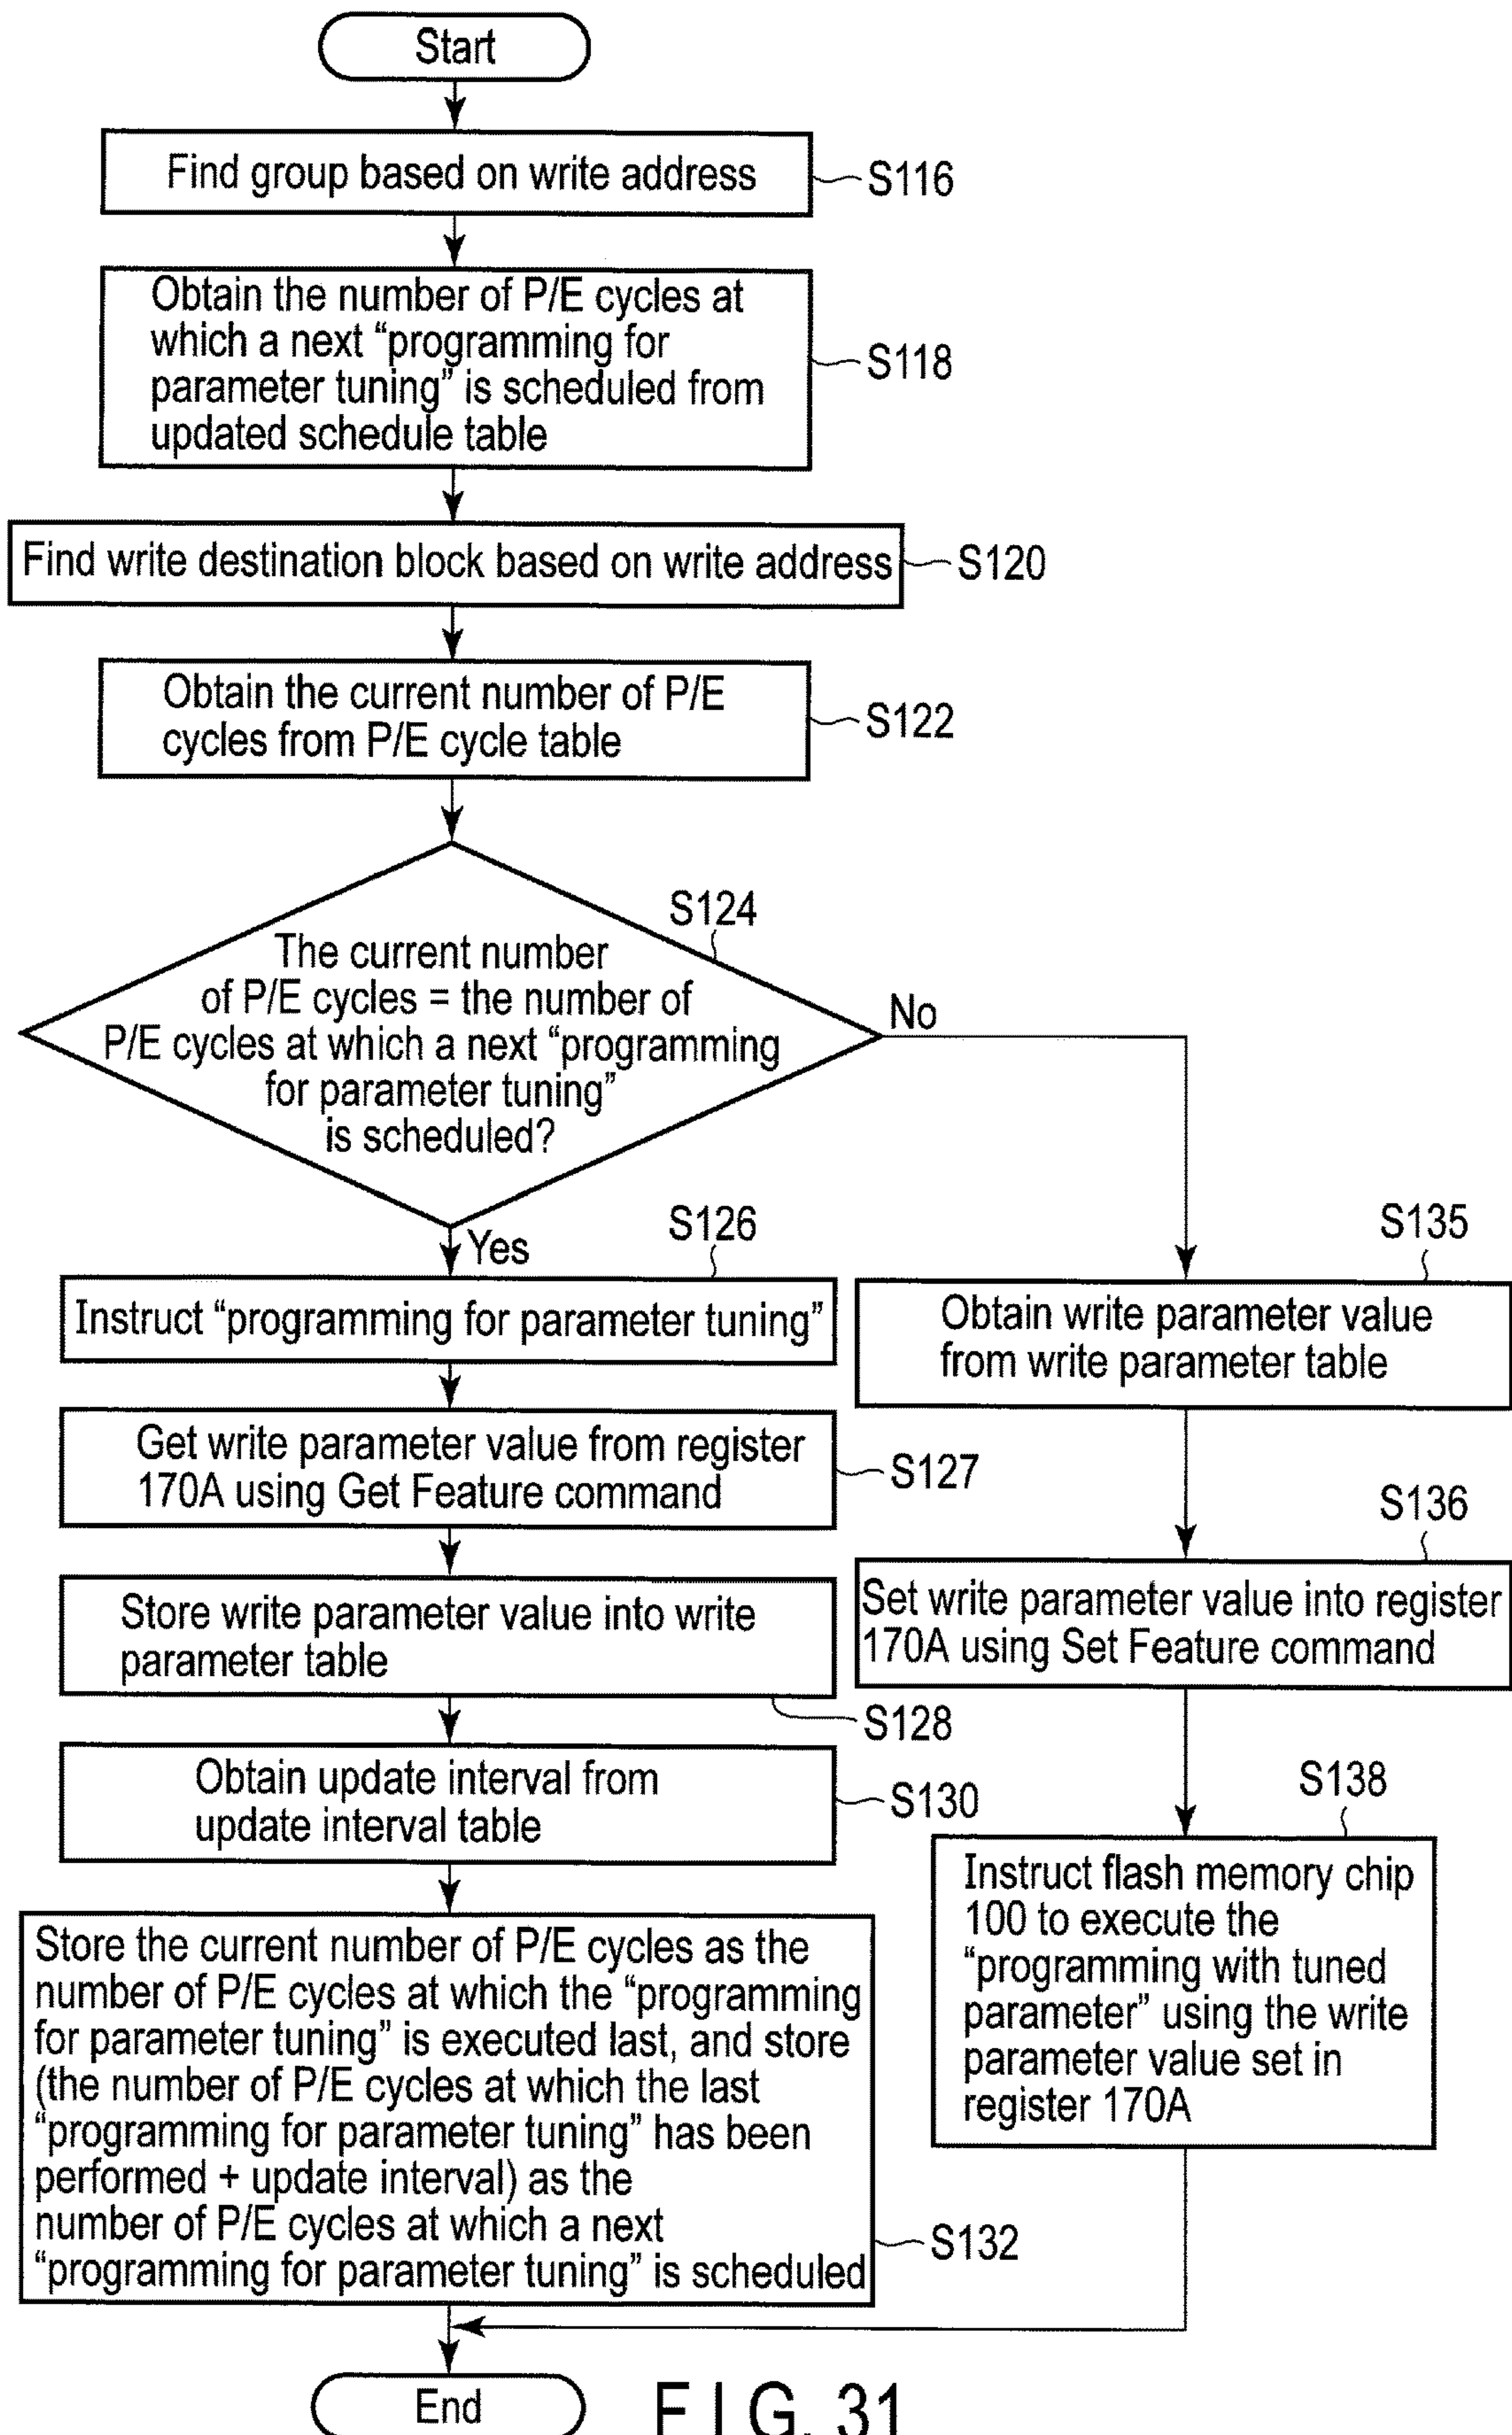 Start
Find group based on write address
S116
Obtain the number of P/E cycles at
which a next “programming for
parameter tuning” is scheduled from
updated schedule table
S118
Find write destination block based on write address
S120
Obtain the current number of P/E
cycles from P/E cycle table
S122
S124
The current number
of P/E cycles = the number of
P/E cycles at which a next “programming
for parameter tuning”
is scheduled?
No
Yes
S126
Instruct “programming for parameter tuning”
Get write parameter value from register
170A using Get Feature command
S127
Store write parameter value into write
parameter table
S128
Obtain update interval from
update interval table
S130
Store the current number of P/E cycles as the
number of P/E cycles at which the “programming
for parameter tuning” is executed last, and store
(the number of P/E cycles at which the last
“programming for parameter tuning” has been
performed + update interval) as the
number of P/E cycles at which a next
“programming for parameter tuning” is scheduled
S132
S135
Obtain write parameter value
from write parameter table
S136
Set write parameter value into register
170A using Set Feature command
S138
Instruct flash memory chip
100 to execute the
“programming with tuned
parameter” using the write
parameter value set in
register 170A
End
FIG. 31